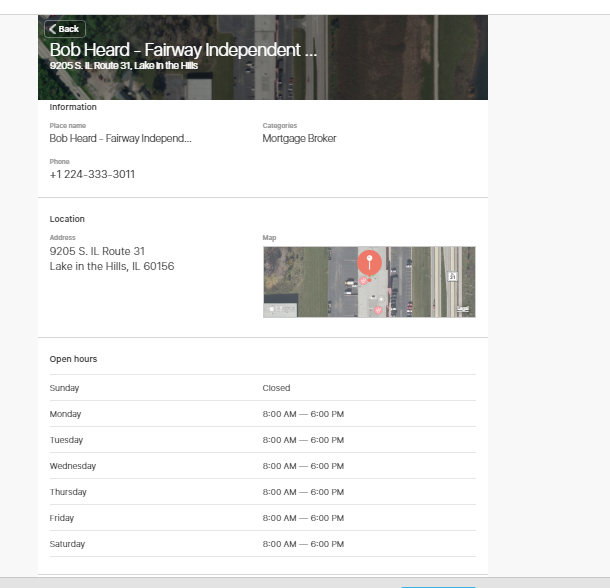 Back
Bob Heard - Fairway Independent ...
9205 S. IL Route 31, Lake in the Hills
Information
Place name
Categories
Bob Heard - Fairway Independ...
Mortgage Broker
Phone
+1 224-333-3011
Location
Address
Map
9205 S. IL Route 31
Lake in the Hills, IL 60156
31
Legal
Open hours
Sunday Closed
Monday 8:00 AM — 6:00 PM
Tuesday 8:00 AM — 6:00 PM
Wednesday 8:00 AM — 6:00 PM
Thursday 8:00 AM — 6:00 PM
Friday 8:00 AM — 6:00 PM
Saturday 8:00 AM — 6:00 PM